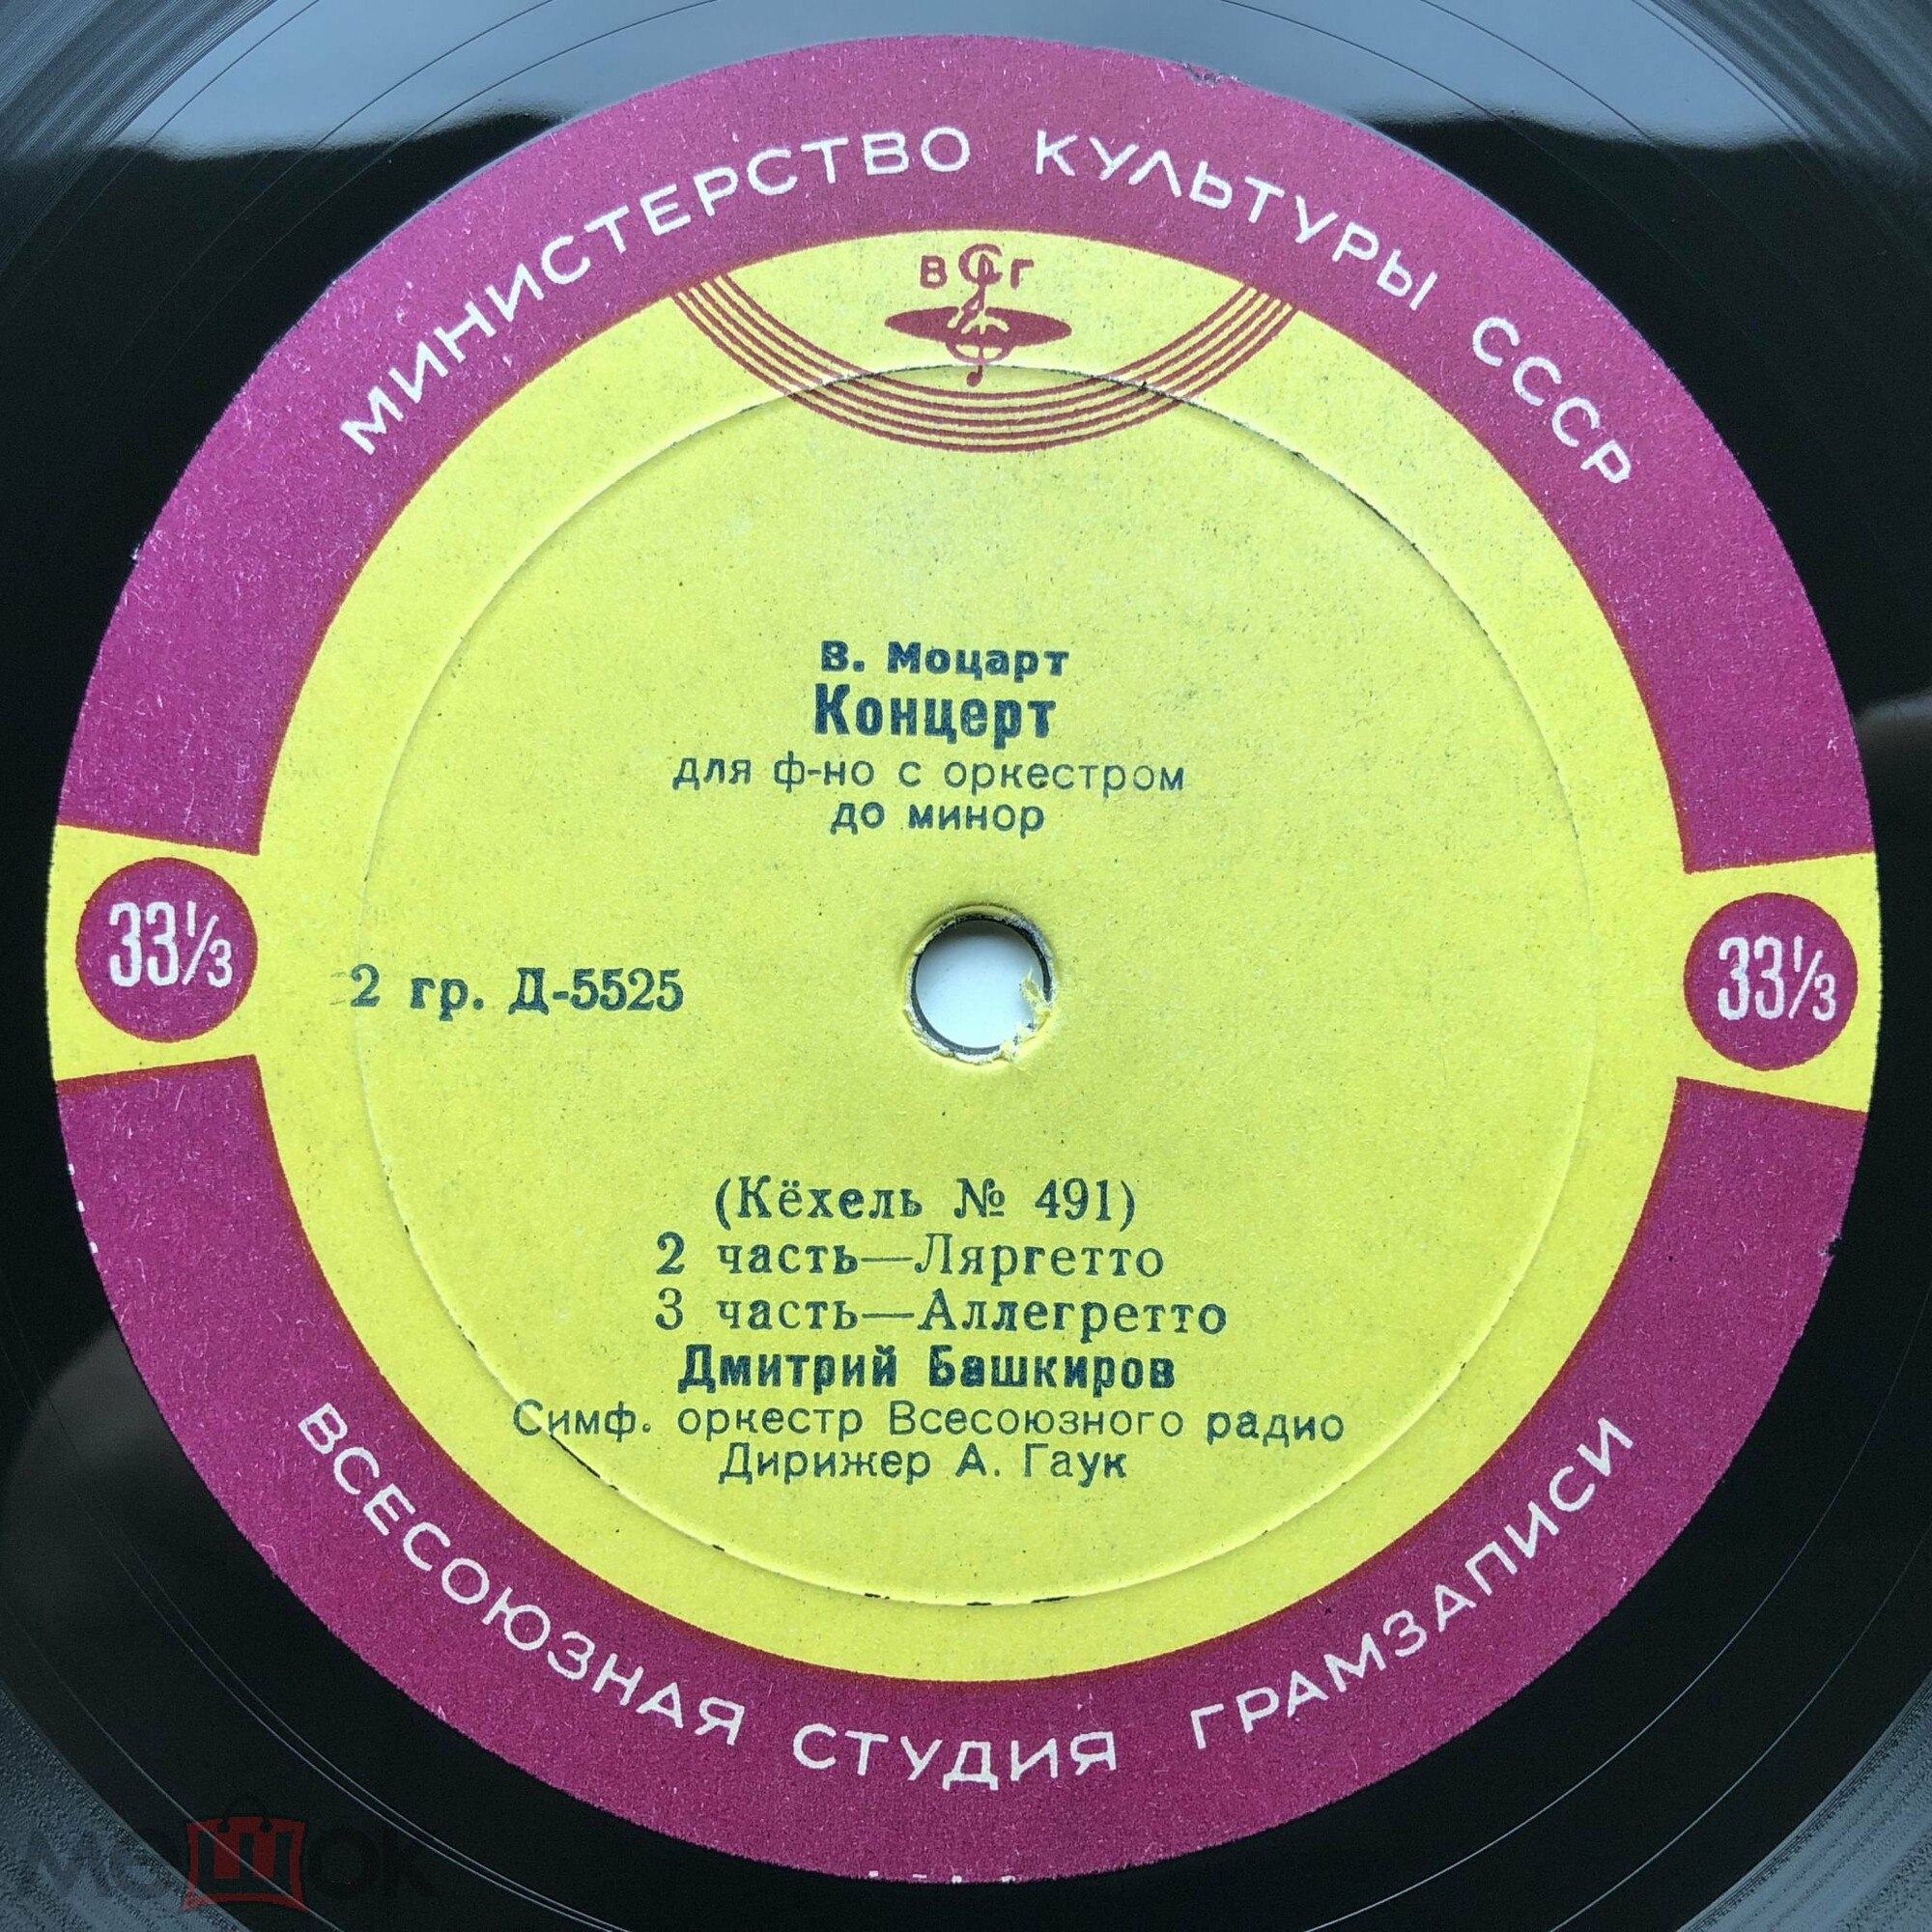 МИНИСТЕРСТВО КУЛЬТУРЫ СССР
ВСГ
В. Моцарт
Концерт
для ф-но с оркестром
до минор
33⅓
33⅓
2 гр. Д-5525
(Кёхель № 491)
2 часть—Ляргетто
3 часть—Аллегретто
Дмитрий Башкиров
Симф. оркестр Всесоюзного радио
Дирижер А. Гаук
ВСЕСОЮЗНАЯ СТУДИЯ ГРАМЗАПИСИ
мешок